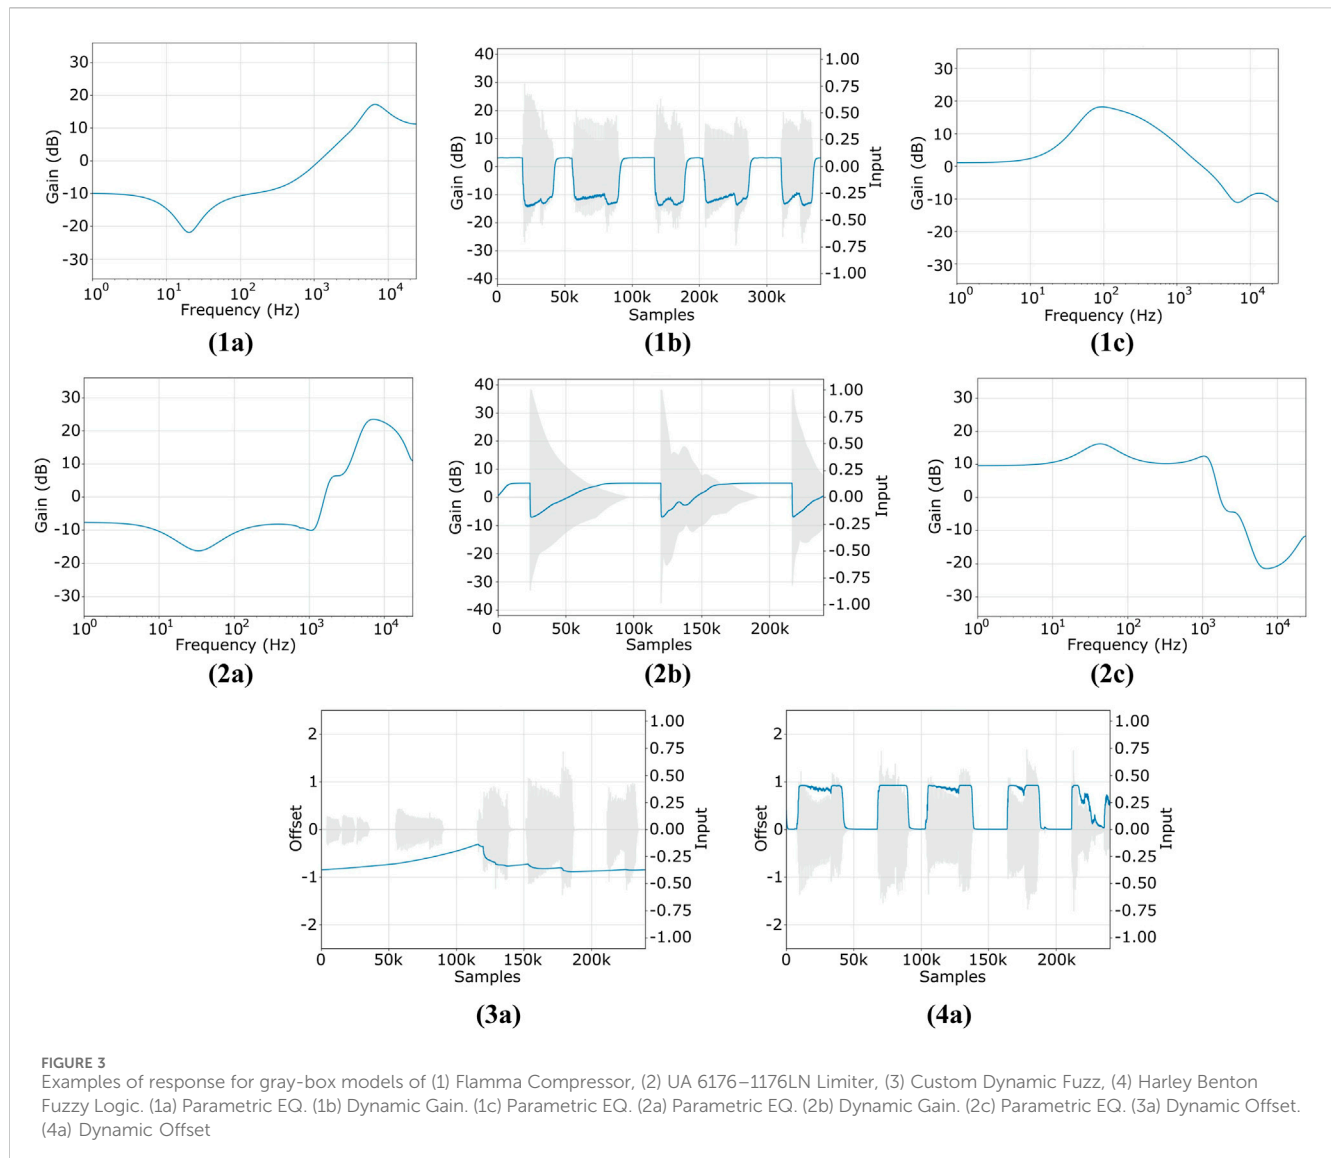 30
20
10
0
-10
-20
-30
Gain (dB)
10^0 10^1 10^2 10^3 10^4
Frequency (Hz)
(1a)
40
30
20
10
0
-10
-20
-30
-40
Gain (dB)
1.00
0.75
0.50
0.25
0.00
-0.25
-0.50
-0.75
-1.00
Input
0 50k 100k 200k 300k
Samples
(1b)
30
20
10
0
-10
-20
-30
Gain (dB)
10^0 10^1 10^2 10^3 10^4
Frequency (Hz)
(1c)
30
20
10
0
-10
-20
-30
Gain (dB)
10^0 10^1 10^2 10^3 10^4
Frequency (Hz)
(2a)
40
30
20
10
0
-10
-20
-30
-40
Gain (dB)
1.00
0.75
0.50
0.25
0.00
-0.25
-0.50
-0.75
-1.00
Input
0 50k 100k 150k 200k
Samples
(2b)
30
20
10
0
-10
-20
-30
Gain (dB)
10^0 10^1 10^2 10^3 10^4
Frequency (Hz)
(2c)
2
1
0
-1
-2
Offset
1.00
0.75
0.50
0.25
0.00
-0.25
-0.50
-0.75
-1.00
Input
0 50k 100k 150k 200k
Samples
(3a)
2
1
0
-1
-2
Offset
1.00
0.75
0.50
0.25
0.00
-0.25
-0.50
-0.75
-1.00
Input
0 50k 100k 150k 200k
Samples
(4a)
FIGURE 3
Examples of response for gray-box models of (1) Flamma Compressor, (2) UA 6176–1176LN Limiter, (3) Custom Dynamic Fuzz, (4) Harley Benton
Fuzzy Logic. (1a) Parametric EQ. (1b) Dynamic Gain. (1c) Parametric EQ. (2a) Parametric EQ. (2b) Dynamic Gain. (2c) Parametric EQ. (3a) Dynamic Offset.
(4a) Dynamic Offset